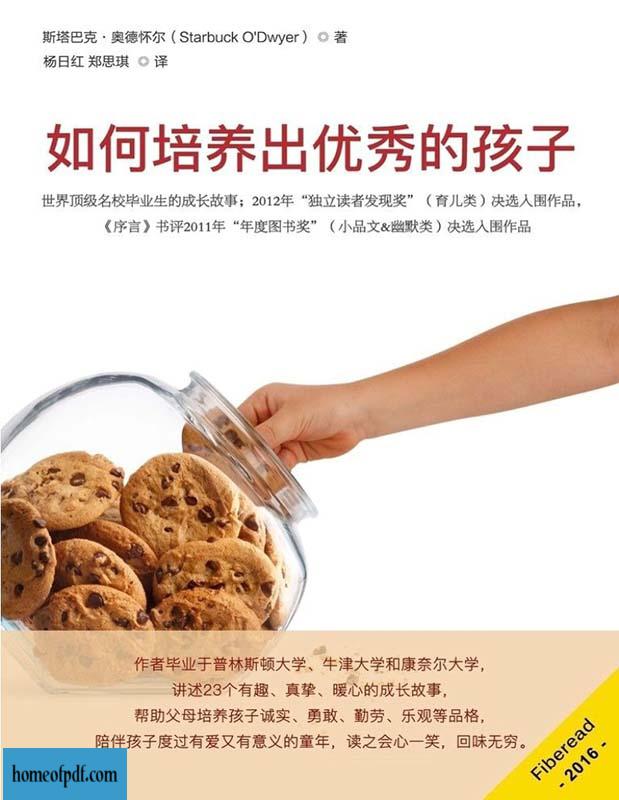 斯塔巴克·奥德怀尔（Starbuck O'Dwyer）◎ 著
杨日红 郑思琪 ◎ 译
如何培养出优秀的孩子
世界顶级名校毕业生的成长故事；2012年“独立读者发现奖”（育儿类）决选入围作品，
《序言》书评2011年“年度图书奖”（小品文&幽默类）决选入围作品
作者毕业于普林斯顿大学、牛津大学和康奈尔大学，
讲述23个有趣、真挚、暖心的成长故事，
帮助父母培养孩子诚实、勇敢、勤劳、乐观等品格，
陪伴孩子度过有爱又有意义的童年，读之会心一笑，回味无穷。
Fiberead
- 2016 -
homeofpdf.com